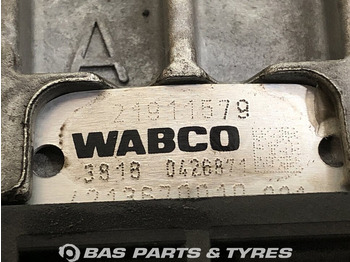 A
21911579
WABCO
3818 0426871
BAS PARTS & TYRES